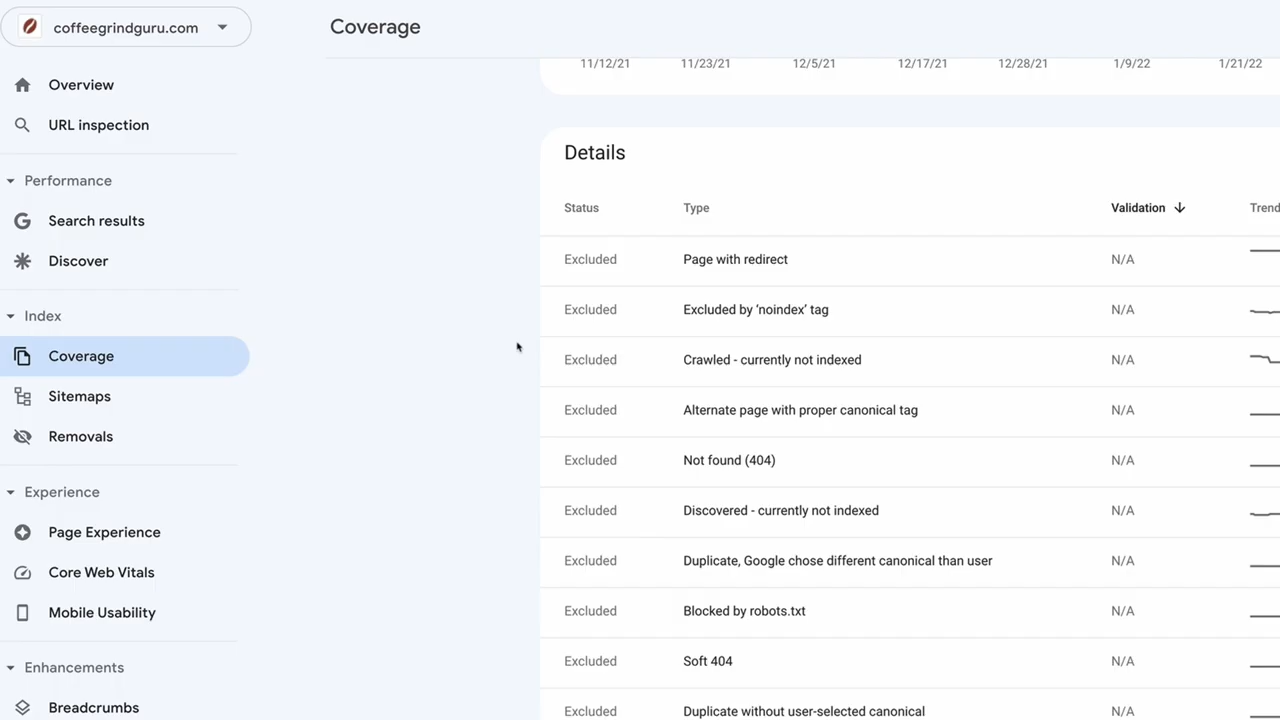 coffeegrindguru.com
Coverage
Overview
URL inspection
Performance
Search results
Discover
Index
Coverage
Sitemaps
Removals
Experience
Page Experience
Core Web Vitals
Mobile Usability
Enhancements
Breadcrumbs
11/12/21 11/23/21 12/5/21 12/17/21 12/28/21 1/9/22 1/21/22
Details
Status Type Validation Trend
Excluded Page with redirect N/A
Excluded Excluded by ‘noindex’ tag N/A
Excluded Crawled - currently not indexed N/A
Excluded Alternate page with proper canonical tag N/A
Excluded Not found (404) N/A
Excluded Discovered - currently not indexed N/A
Excluded Duplicate, Google chose different canonical than user N/A
Excluded Blocked by robots.txt N/A
Excluded Soft 404 N/A
Excluded Duplicate without user-selected canonical N/A